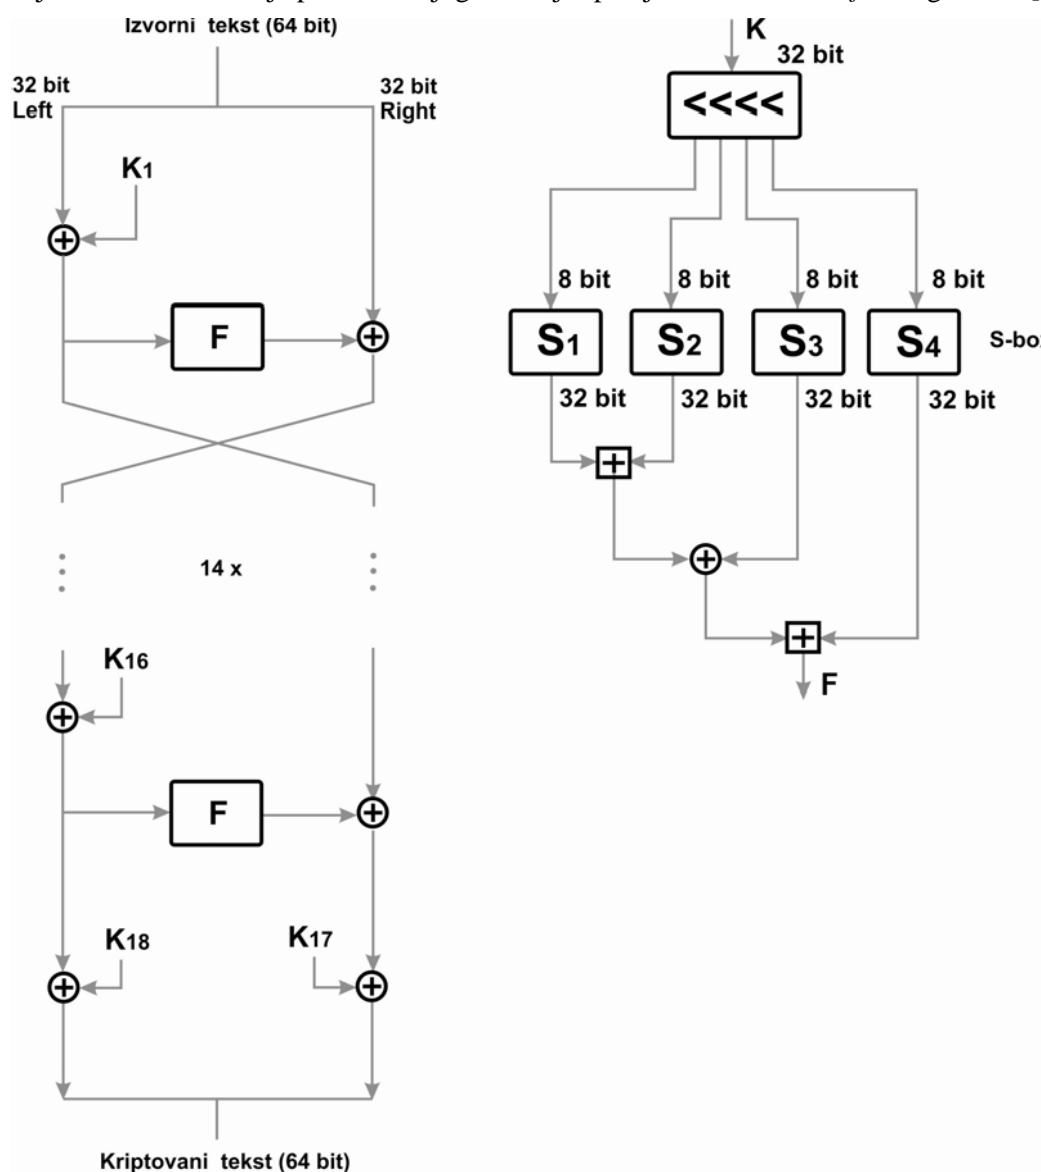 Izvorni tekst (64 bit)
32 bit
Left
32 bit
Right
K1
F
14 x
K16
F
K18
K17
Kriptovani tekst (64 bit)
K
32 bit
<<<<
8 bit
8 bit
8 bit
8 bit
S1
S2
S3
S4
32 bit
32 bit
32 bit
32 bit
F